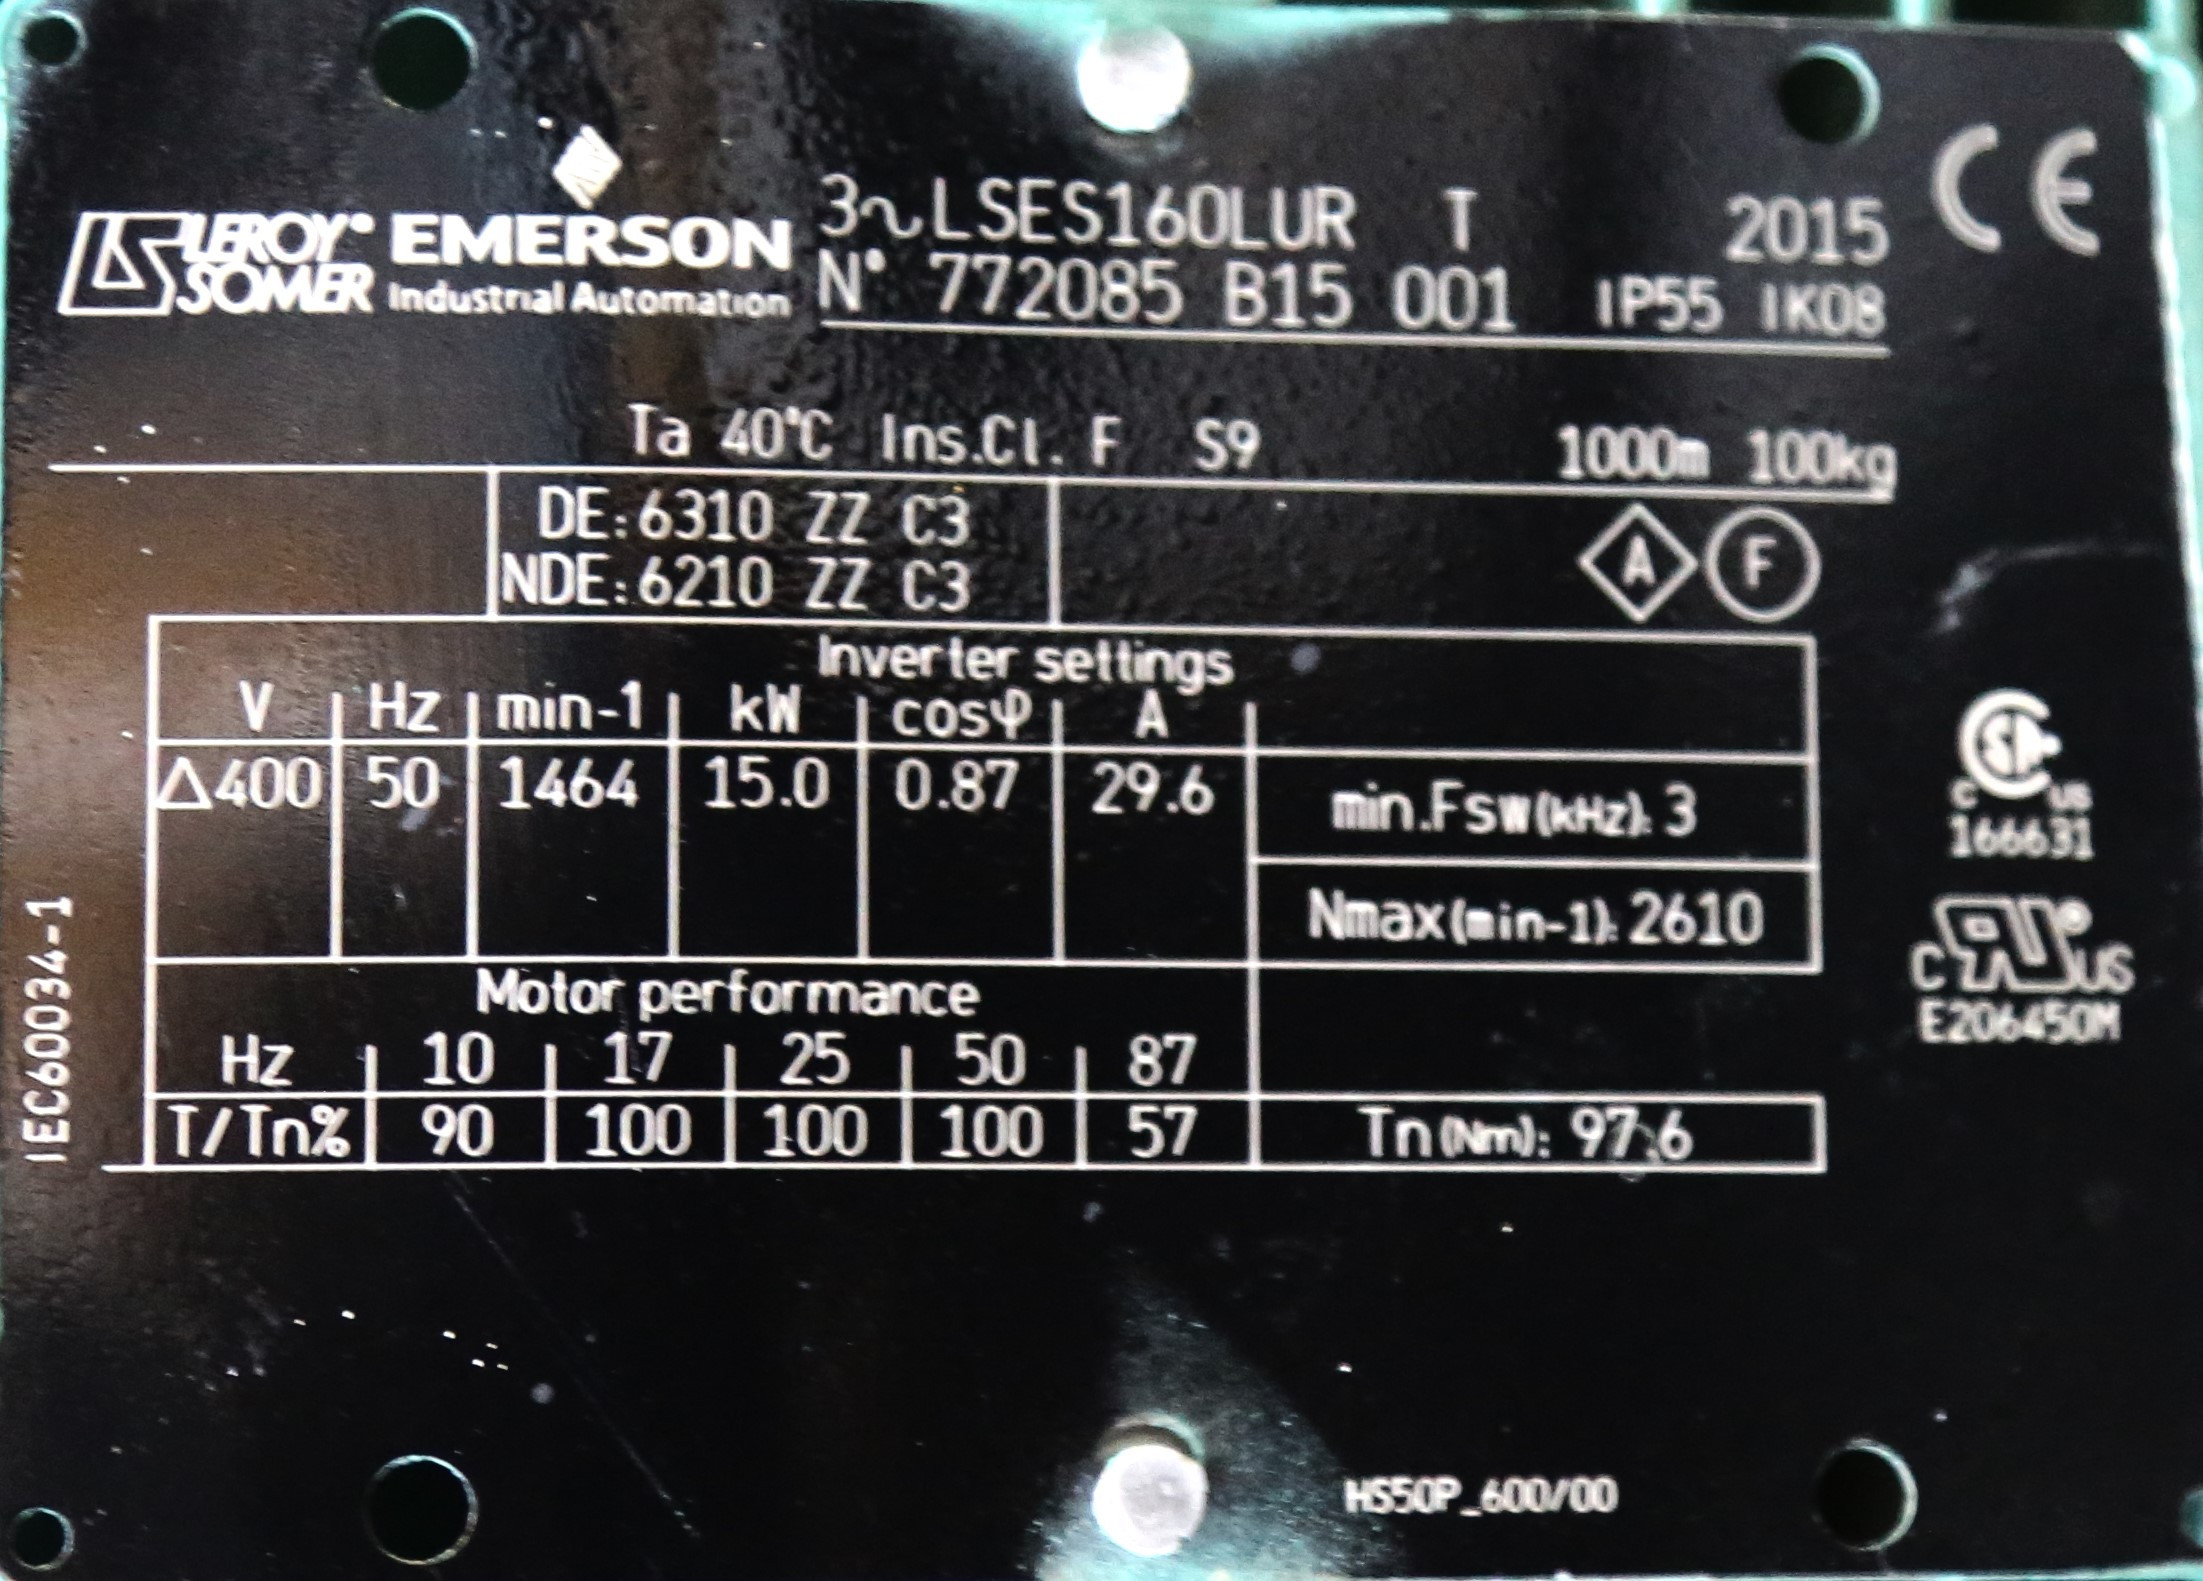 LEROY® EMERSON
SOMER Industrial Automation
3~LSES160LUR T 2015 CE
N° 772085 B15 001 IP55 IK08
Ta 40°C Ins.Cl. F S9 1000m 100kg
DE: 6310 ZZ C3
NDE: 6210 ZZ C3
A F
Inverter settings
V Hz min-1 kW cosφ A
Δ400 50 1464 15.0 0.87 29.6
min.Fsw(kHz): 3
Nmax(min-1): 2610
Motor performance
Hz 10 17 25 50 87
T/Tn% 90 100 100 100 57
Tn(Nm): 97.6
IEC60034-1
C US
166631
C US
E206450M
HS50P_600/00